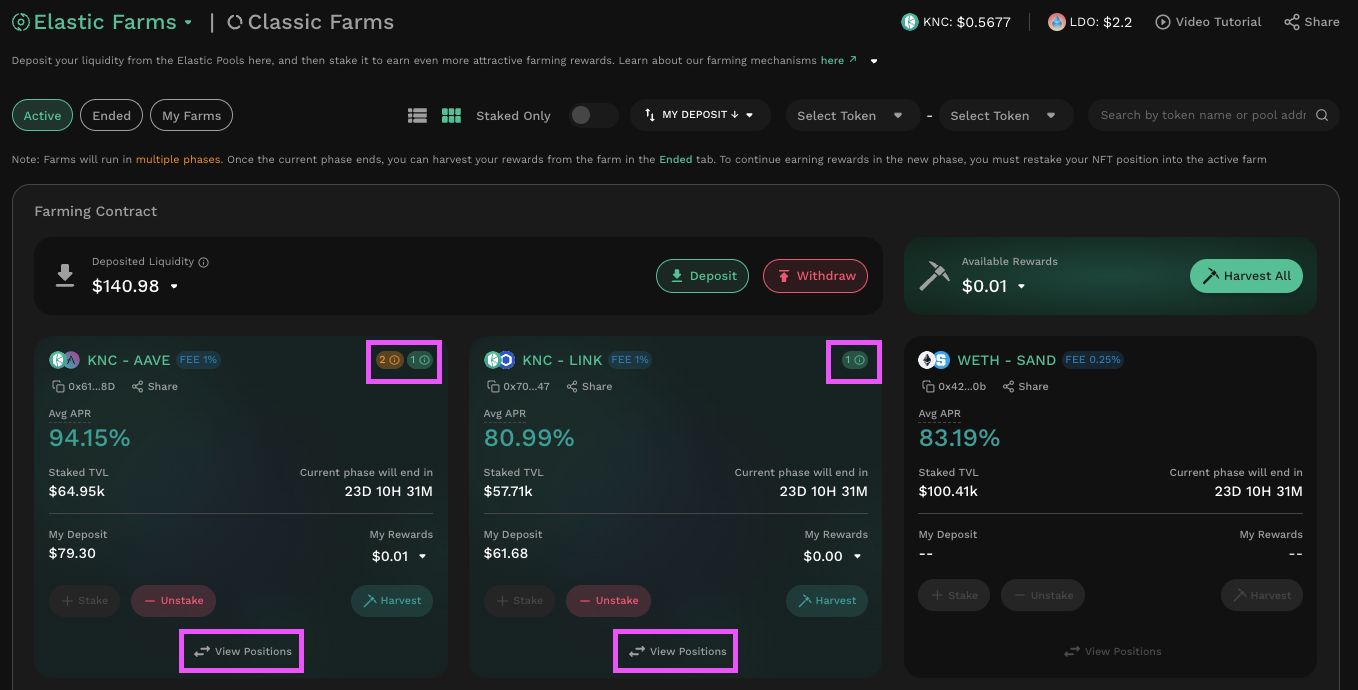 Elastic Farms | Classic Farms KNC: $0.5677 LDO: $2.2 Video Tutorial Share
Deposit your liquidity from the Elastic Pools here, and then stake it to earn even more attractive farming rewards. Learn about our farming mechanisms here ↗
Active Ended My Farms Staked Only MY DEPOSIT ↓ Select Token - Select Token Search by token name or pool addr
Note: Farms will run in multiple phases. Once the current phase ends, you can harvest your rewards from the farm in the Ended tab. To continue earning rewards in the new phase, you must restake your NFT position into the active farm
Farming Contract
Deposited Liquidity
$140.98
Deposit Withdraw
Available Rewards
$0.01
Harvest All
KNC - AAVE FEE 1% 2 1
0x61...8D Share
Avg APR
94.15%
Staked TVL Current phase will end in
$64.95k 23D 10H 31M
My Deposit My Rewards
$79.30 $0.01
+ Stake — Unstake Harvest
View Positions
KNC - LINK FEE 1% 1
0x70...47 Share
Avg APR
80.99%
Staked TVL Current phase will end in
$57.71k 23D 10H 31M
My Deposit My Rewards
$61.68 $0.00
+ Stake — Unstake Harvest
View Positions
WETH - SAND FEE 0.25%
0x42...0b Share
Avg APR
83.19%
Staked TVL Current phase will end in
$100.41k 23D 10H 31M
My Deposit My Rewards
-- --
+ Stake — Unstake Harvest
View Positions